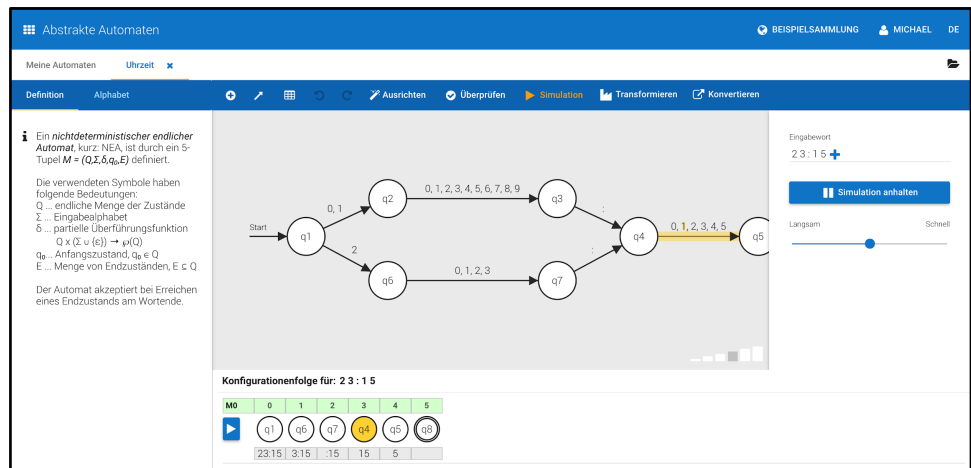 Abstrakte Automaten
BEISPIELSAMMLUNG
MICHAEL
DE
Meine Automaten
Uhrzeit
Definition
Alphabet
Ausrichten
Überprüfen
Simulation
Transformieren
Konvertieren
Ein nichtdeterministischer endlicher
Automat, kurz: NEA, ist durch ein 5-
Tupel M = (Q,Σ,δ,q₀,E) definiert.
Die verwendeten Symbole haben
folgende Bedeutungen:
Q ... endliche Menge der Zustände
Σ ... Eingabealphabet
δ ... partielle Überführungsfunktion
Q x (Σ ∪ {ε}) → ℘(Q)
q₀... Anfangszustand, q₀ ∈ Q
E ... Menge von Endzuständen, E ⊆ Q
Der Automat akzeptiert bei Erreichen
eines Endzustands am Wortende.
Start
q1
0, 1
2
q2
0, 1, 2, 3, 4, 5, 6, 7, 8, 9
q3
:
q6
0, 1, 2, 3
q7
:
q4
0, 1, 2, 3, 4, 5
q5
Eingabewort
2 3 : 1 5
Simulation anhalten
Langsam
Schnell
Konfigurationenfolge für: 2 3 : 1 5
M0 0 1 2 3 4 5
q1 q6 q7 q4 q5 q8
23:15 3:15 :15 15 5